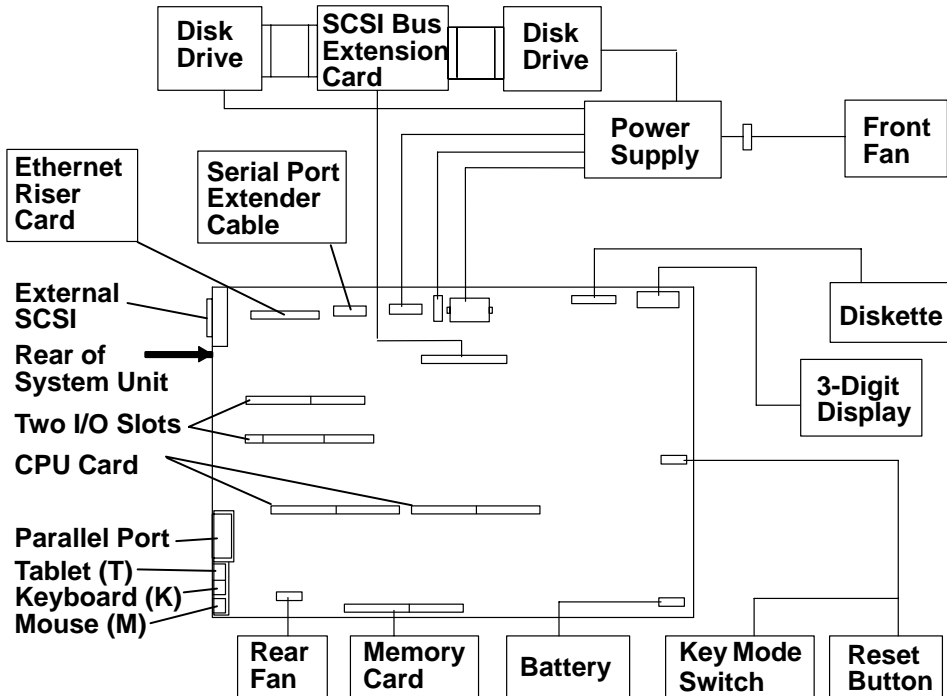 Disk
Drive
SCSI Bus
Extension
Card
Disk
Drive
Power
Supply
Front
Fan
Ethernet
Riser
Card
Serial Port
Extender
Cable
External
SCSI
Diskette
Rear of
System Unit
3-Digit
Display
Two I/O Slots
CPU Card
Parallel Port
Tablet (T)
Keyboard (K)
Mouse (M)
Rear
Fan
Memory
Card
Battery
Key Mode
Switch
Reset
Button